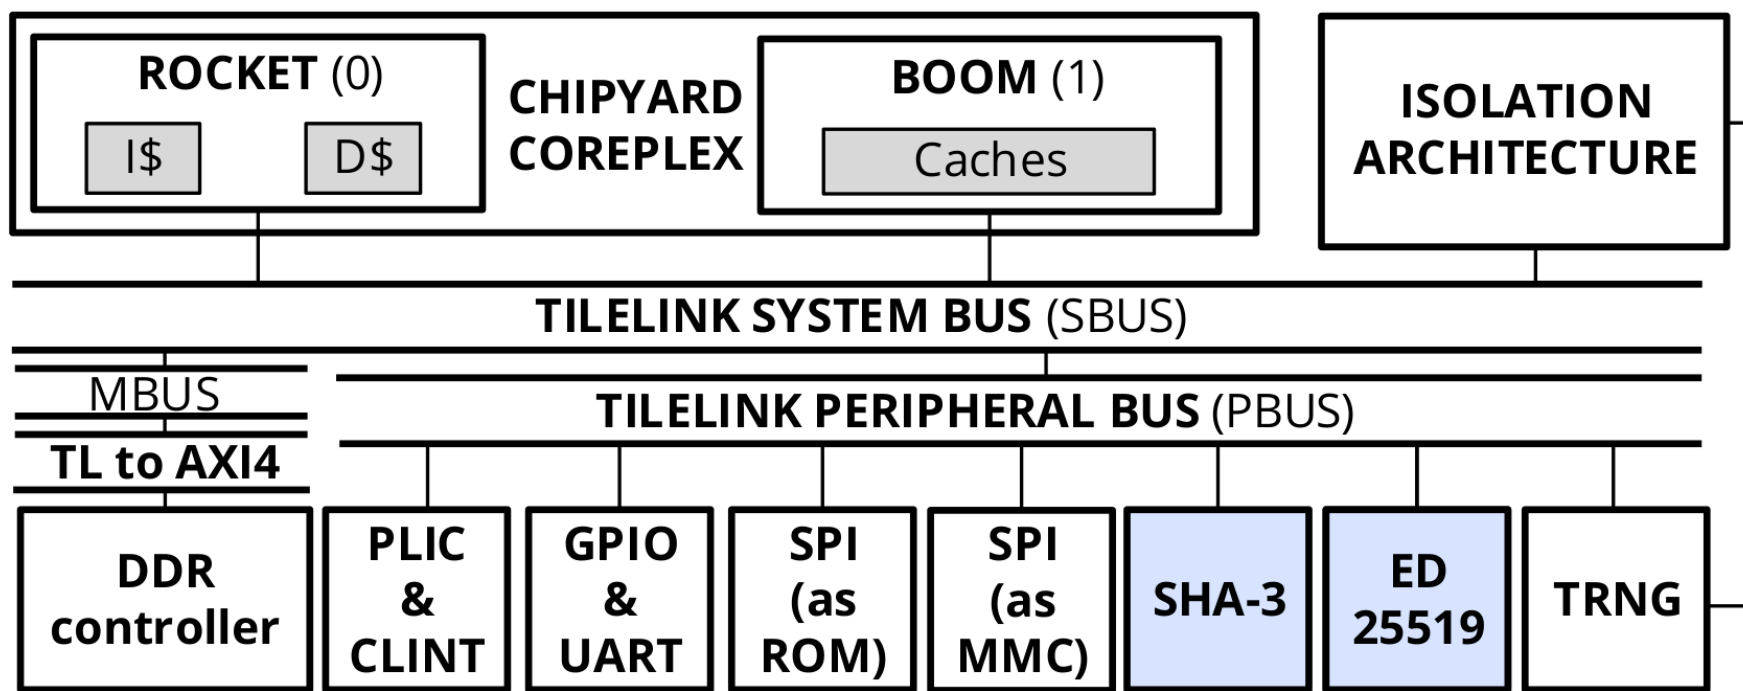 ROCKET (0)
I$
D$
CHIPYARD
COREPLEX
BOOM (1)
Caches
ISOLATION
ARCHITECTURE
TILELINK SYSTEM BUS (SBUS)
MBUS
TL to AXI4
TILELINK PERIPHERAL BUS (PBUS)
DDR
controller
PLIC
&
CLINT
GPIO
&
UART
SPI
(as
ROM)
SPI
(as
MMC)
SHA-3
ED
25519
TRNG